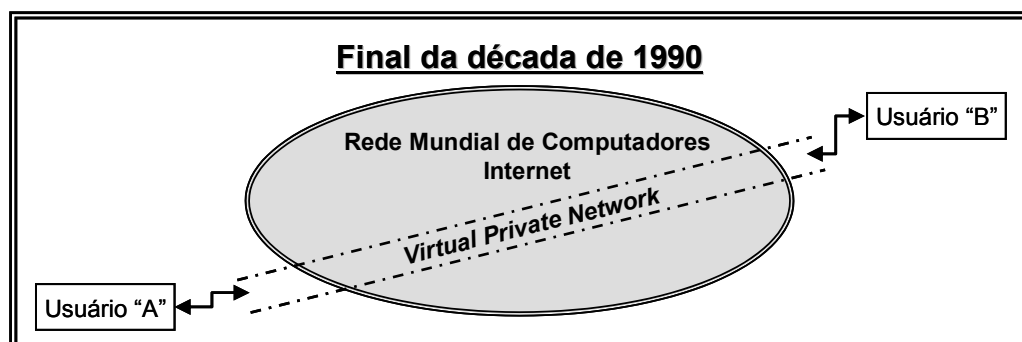 Final da década de 1990
Usuário “B”
Rede Mundial de Computadores
Internet
Virtual Private Network
Usuário “A”